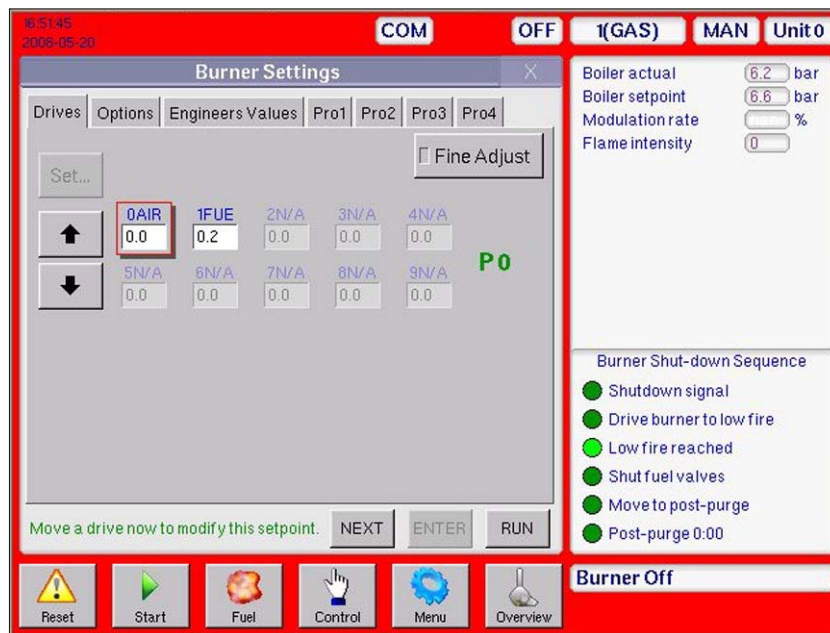 16:51:45
2008-05-20
COM
OFF
1(GAS)
MAN
Unit 0
Burner Settings
X
Drives
Options
Engineers Values
Pro1
Pro2
Pro3
Pro4
Set...
Fine Adjust
0AIR 1FUE 2N/A 3N/A 4N/A
0.0 0.2 0.0 0.0 0.0
P0
5N/A 6N/A 7N/A 8N/A 9N/A
0.0 0.0 0.0 0.0 0.0
Move a drive now to modify this setpoint.
NEXT
ENTER
RUN
Boiler actual 6.2 bar
Boiler setpoint 6.6 bar
Modulation rate %
Flame intensity 0
Burner Shut-down Sequence
Shutdown signal
Drive burner to low fire
Low fire reached
Shut fuel valves
Move to post-purge
Post-purge 0:00
Burner Off
Reset
Start
Fuel
Control
Menu
Overview